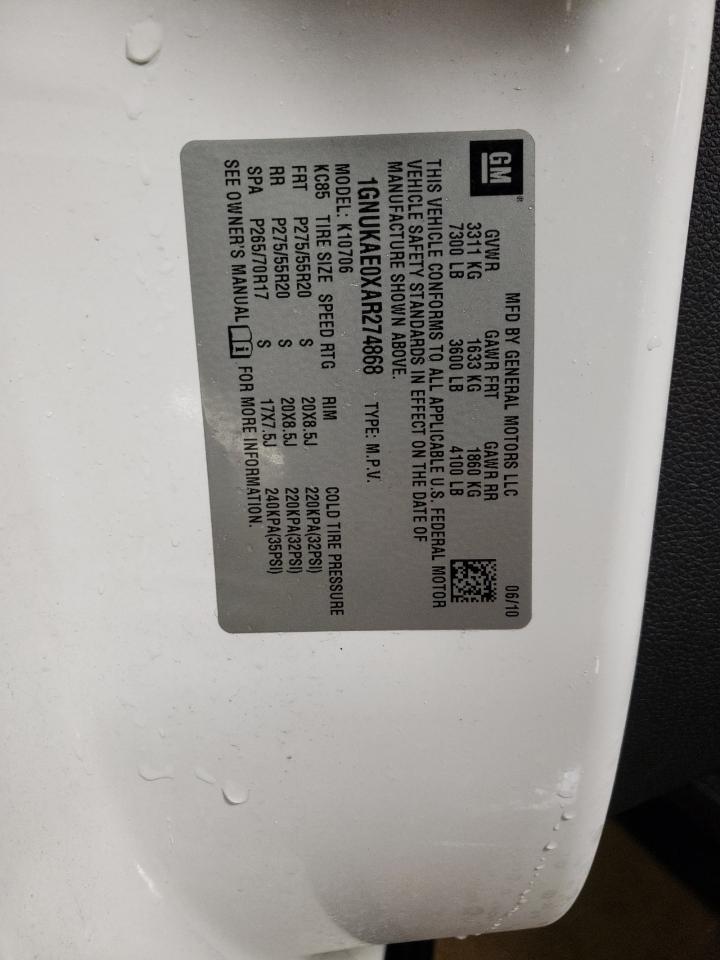 GM
MFD BY GENERAL MOTORS LLC 06/10
GVWR GAWR FRT GAWR RR
3311 KG 1633 KG 1860 KG
7300 LB 3600 LB 4100 LB
THIS VEHICLE CONFORMS TO ALL APPLICABLE U.S. FEDERAL MOTOR
VEHICLE SAFETY STANDARDS IN EFFECT ON THE DATE OF
MANUFACTURE SHOWN ABOVE.
1GNUKAE0XAR274868 TYPE: M.P.V.
MODEL: K10706
KC85 TIRE SIZE SPEED RTG RIM COLD TIRE PRESSURE
FRT P275/55R20 S 20X8.5J 220KPA(32PSI)
RR P275/55R20 S 20X8.5J 220KPA(32PSI)
SPA P265/70R17 S 17X7.5J 240KPA(35PSI)
SEE OWNER'S MANUAL FOR MORE INFORMATION.